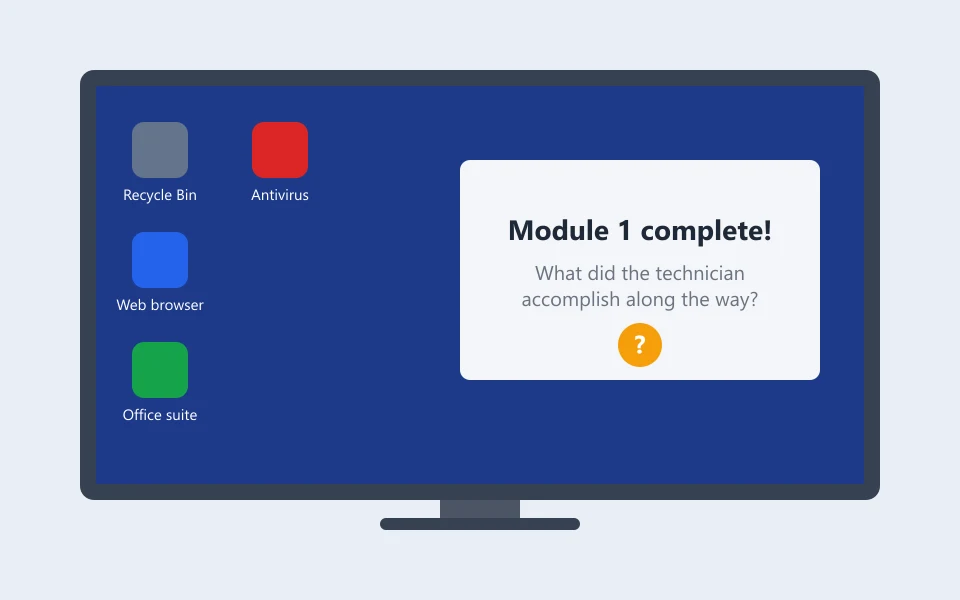 Recycle Bin
Antivirus
Web browser
Office suite
Module 1 complete!
What did the technician
accomplish along the way?
?